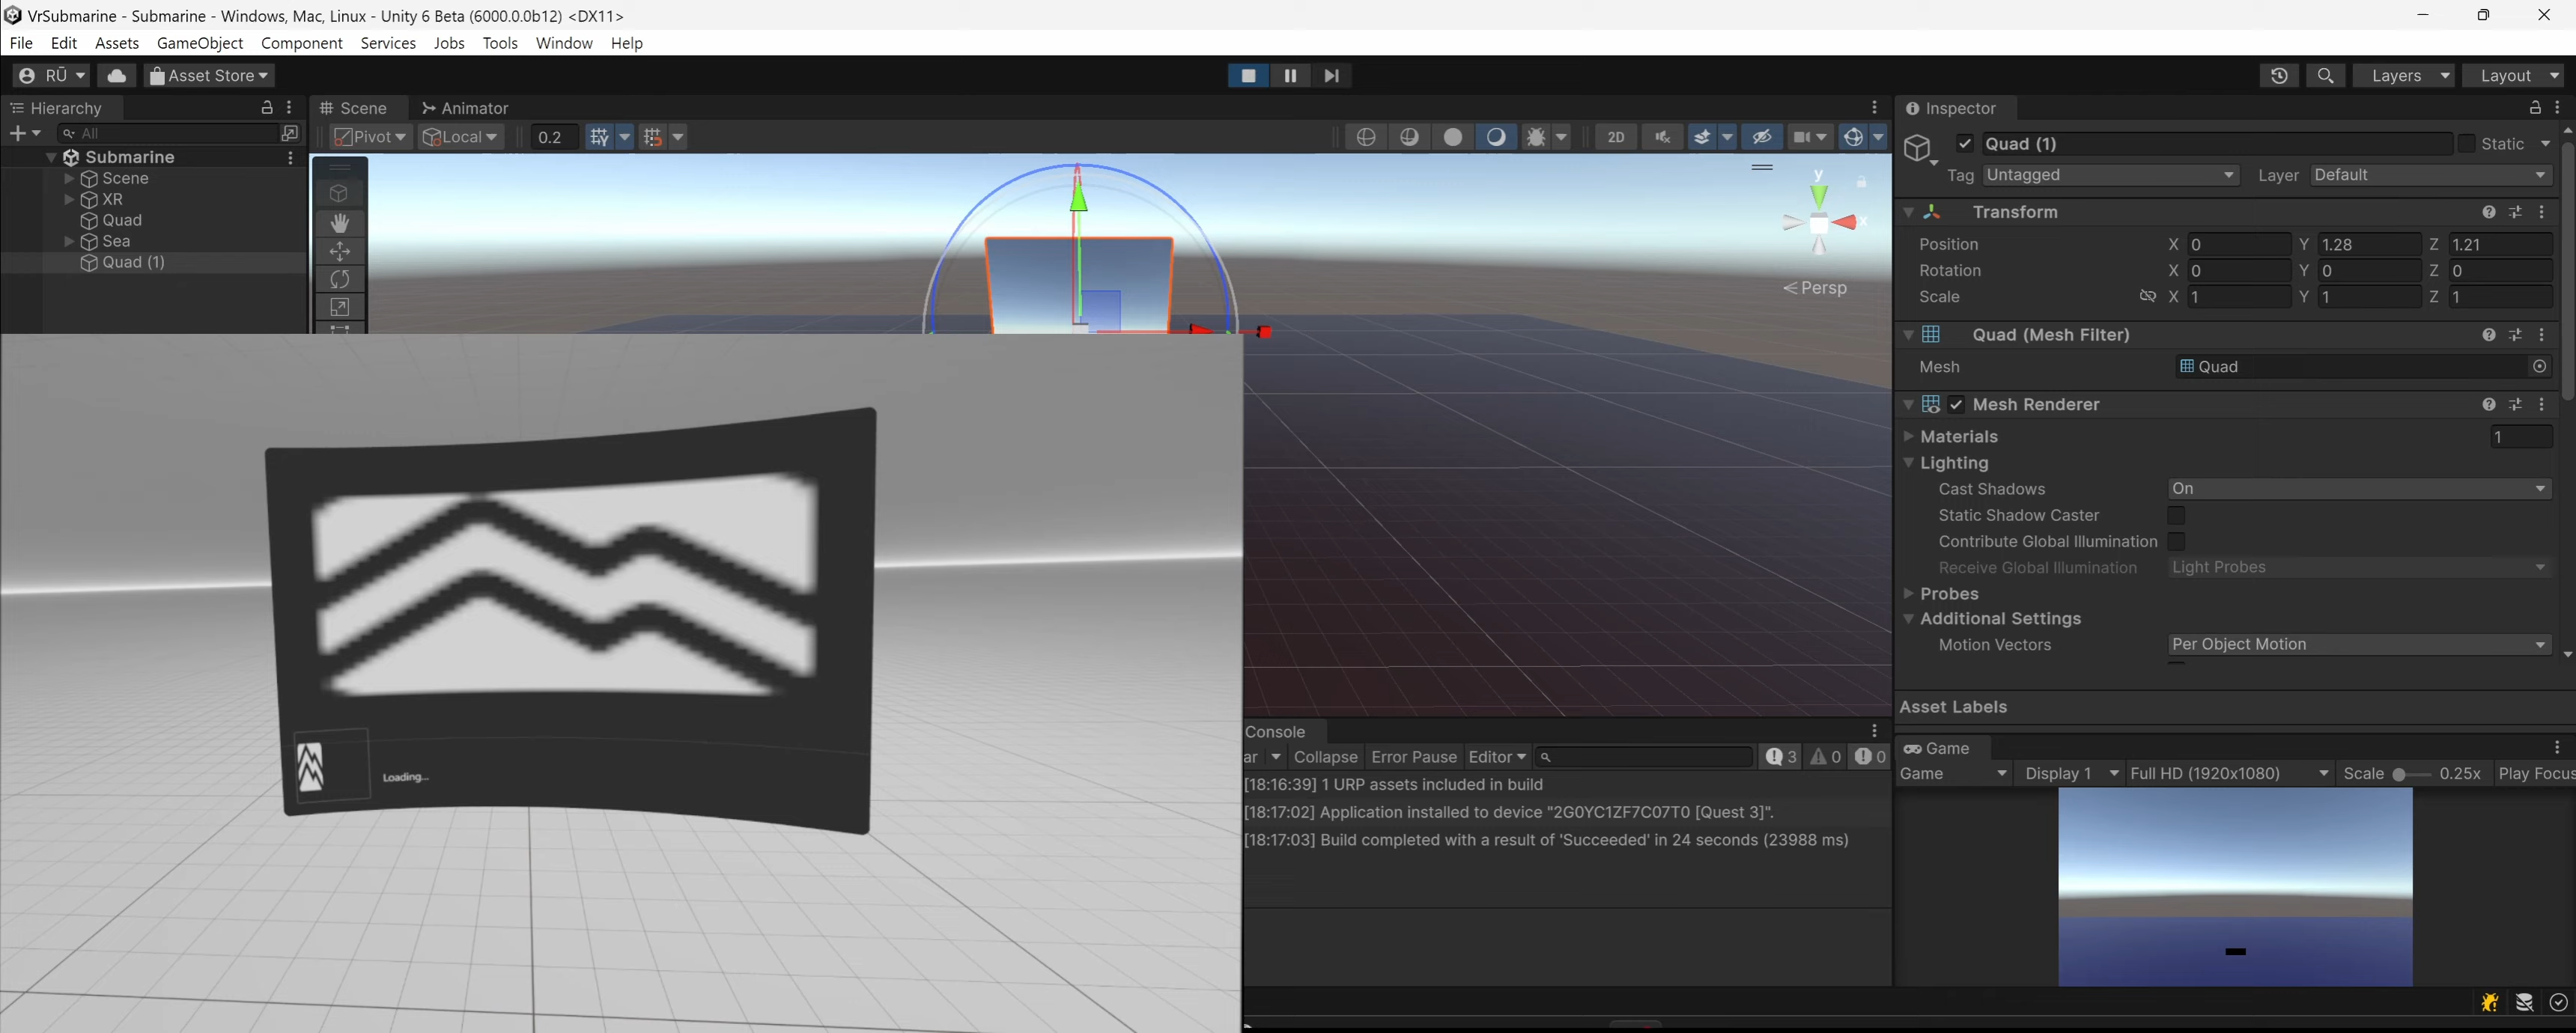 VrSubmarine - Submarine - Windows, Mac, Linux - Unity 6 Beta (6000.0.0b12) <DX11>
File Edit Assets GameObject Component Services Jobs Tools Window Help
RŪ Asset Store Layers Layout
Hierarchy
All
Submarine
Scene
XR
Quad
Sea
Quad (1)
Scene Animator
Pivot Local 0.2 2D
y
x
Persp
Loading...
Console
ar Collapse Error Pause Editor 3 0 0
[18:16:39] 1 URP assets included in build
[18:17:02] Application installed to device "2G0YC1ZF7C07T0 [Quest 3]".
[18:17:03] Build completed with a result of 'Succeeded' in 24 seconds (23988 ms)
Inspector
Quad (1) Static
Tag Untagged Layer Default
Transform
Position X 0 Y 1.28 Z 1.21
Rotation X 0 Y 0 Z 0
Scale X 1 Y 1 Z 1
Quad (Mesh Filter)
Mesh Quad
Mesh Renderer
Materials 1
Lighting
Cast Shadows On
Static Shadow Caster
Contribute Global Illumination
Receive Global Illumination Light Probes
Probes
Additional Settings
Motion Vectors Per Object Motion
Asset Labels
Game
Game Display 1 Full HD (1920x1080) Scale 0.25x Play Focus